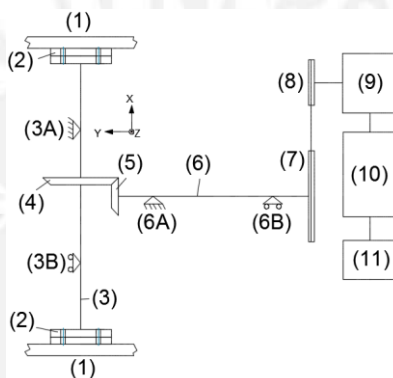 (1)
(2)
(8)
(9)
X
(3A)
Y
Z
(5)
(6)
(7)
(10)
(4)
(6A)
(6B)
(3B)
(11)
(3)
(2)
(1)